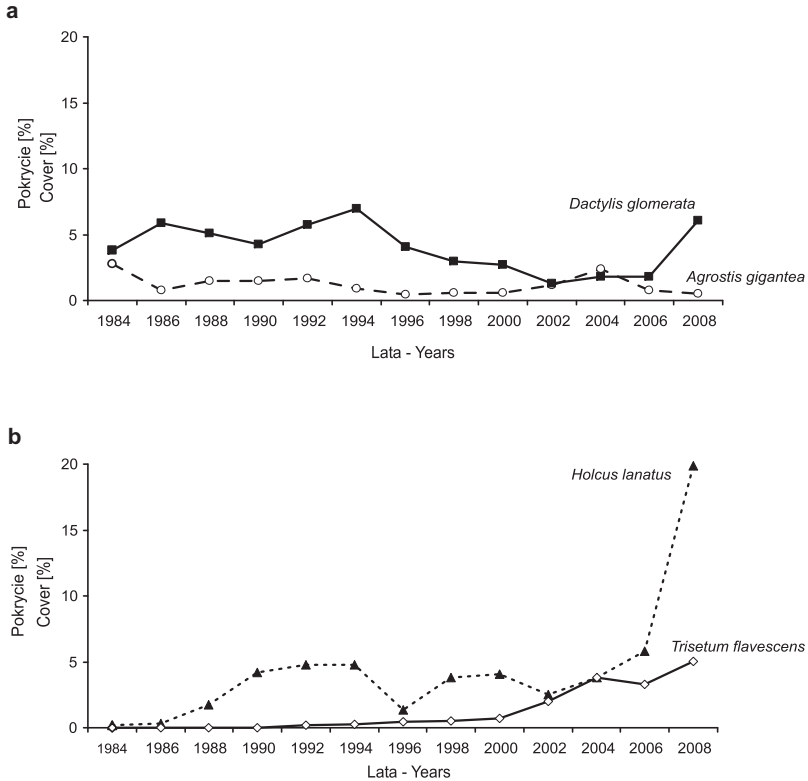 a
20
15
10
5
0
Pokrycie [%]
Cover [%]
Dactylis glomerata
Agrostis gigantea
1984 1986 1988 1990 1992 1994 1996 1998 2000 2002 2004 2006 2008
Lata - Years
b
20
15
10
5
0
Pokrycie [%]
Cover [%]
Holcus lanatus
Trisetum flavescens
1984 1986 1988 1990 1992 1994 1996 1998 2000 2002 2004 2006 2008
Lata - Years